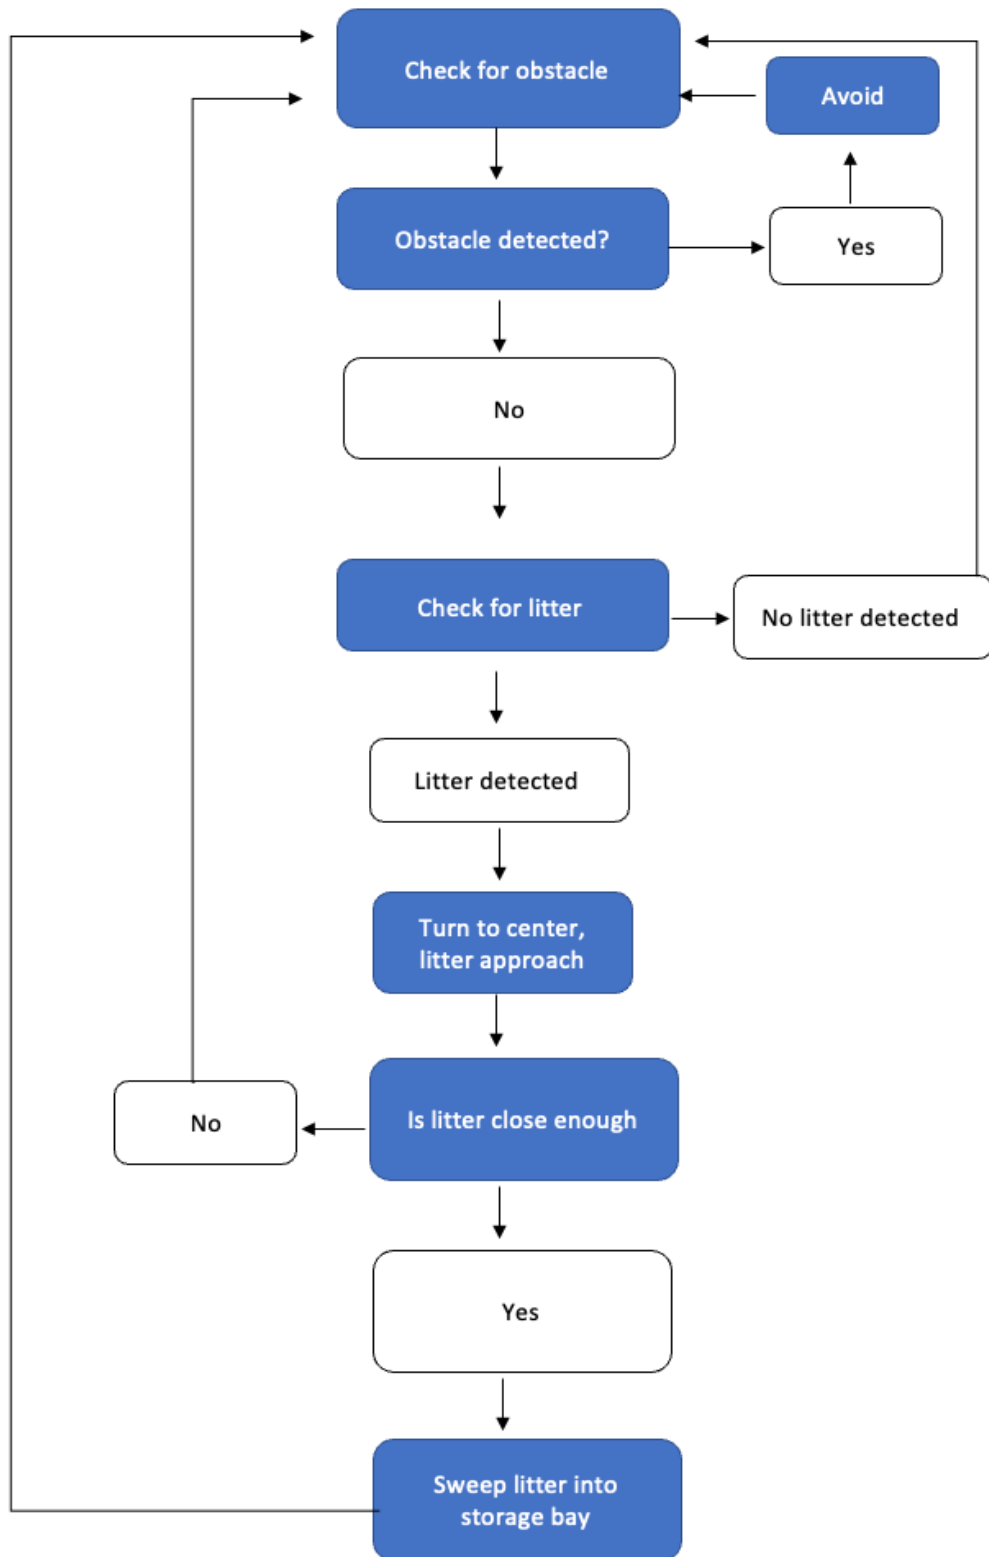 Check for obstacle
Avoid
Obstacle detected?
Yes
No
Check for litter
No litter detected
Litter detected
Turn to center,
litter approach
Is litter close enough
No
Yes
Sweep litter into
storage bay